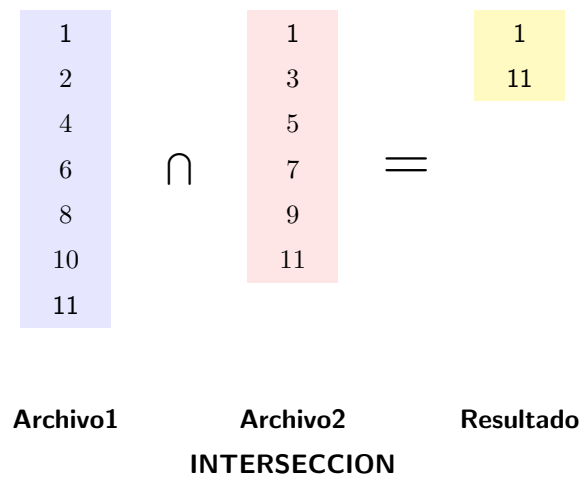 1 1 1
2 3 11
4 5
6 ∩ 7 =
8 9
10 11
11
Archivo1 Archivo2 Resultado
INTERSECCION